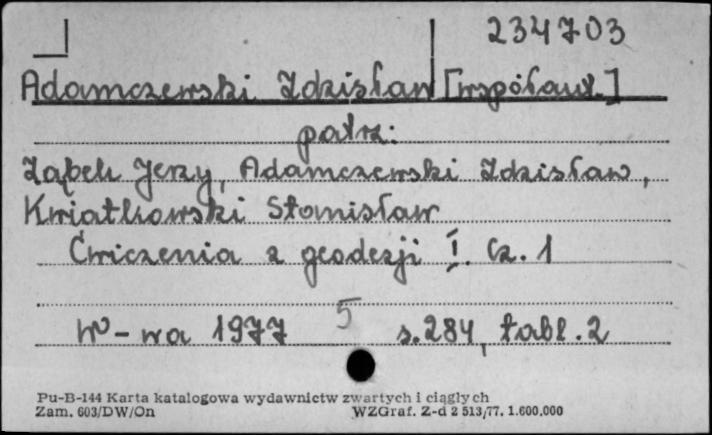 234703
Adamczewski Zdzisław [współaut.]
patrz:
Ząbek Jerzy, Adamczewski Zdzisław,
Kwiatkowski Stanisław
Ćwiczenia z geodezji I. Cz. 1
W-wa 1977 5 s. 284, tabl. 2
Pu-B-144 Karta katalogowa wydawnictw zwartych i ciągłych
Zam. 603/DW/On WZGraf. Z-d 2 513/77. 1.600.000